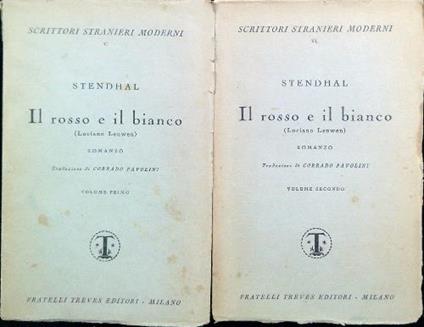 SCRITTORI STRANIERI MODERNI
V
STENDHAL
Il rosso e il bianco
(Luciano Leuwen)
ROMANZO
Traduzione di CORRADO PAVOLINI
VOLUME PRIMO
T
FRATELLI TREVES EDITORI - MILANO
SCRITTORI STRANIERI MODERNI
VI
STENDHAL
Il rosso e il bianco
(Luciano Leuwen)
ROMANZO
Traduzione di CORRADO PAVOLINI
VOLUME SECONDO
T
FRATELLI TREVES EDITORI - MILANO